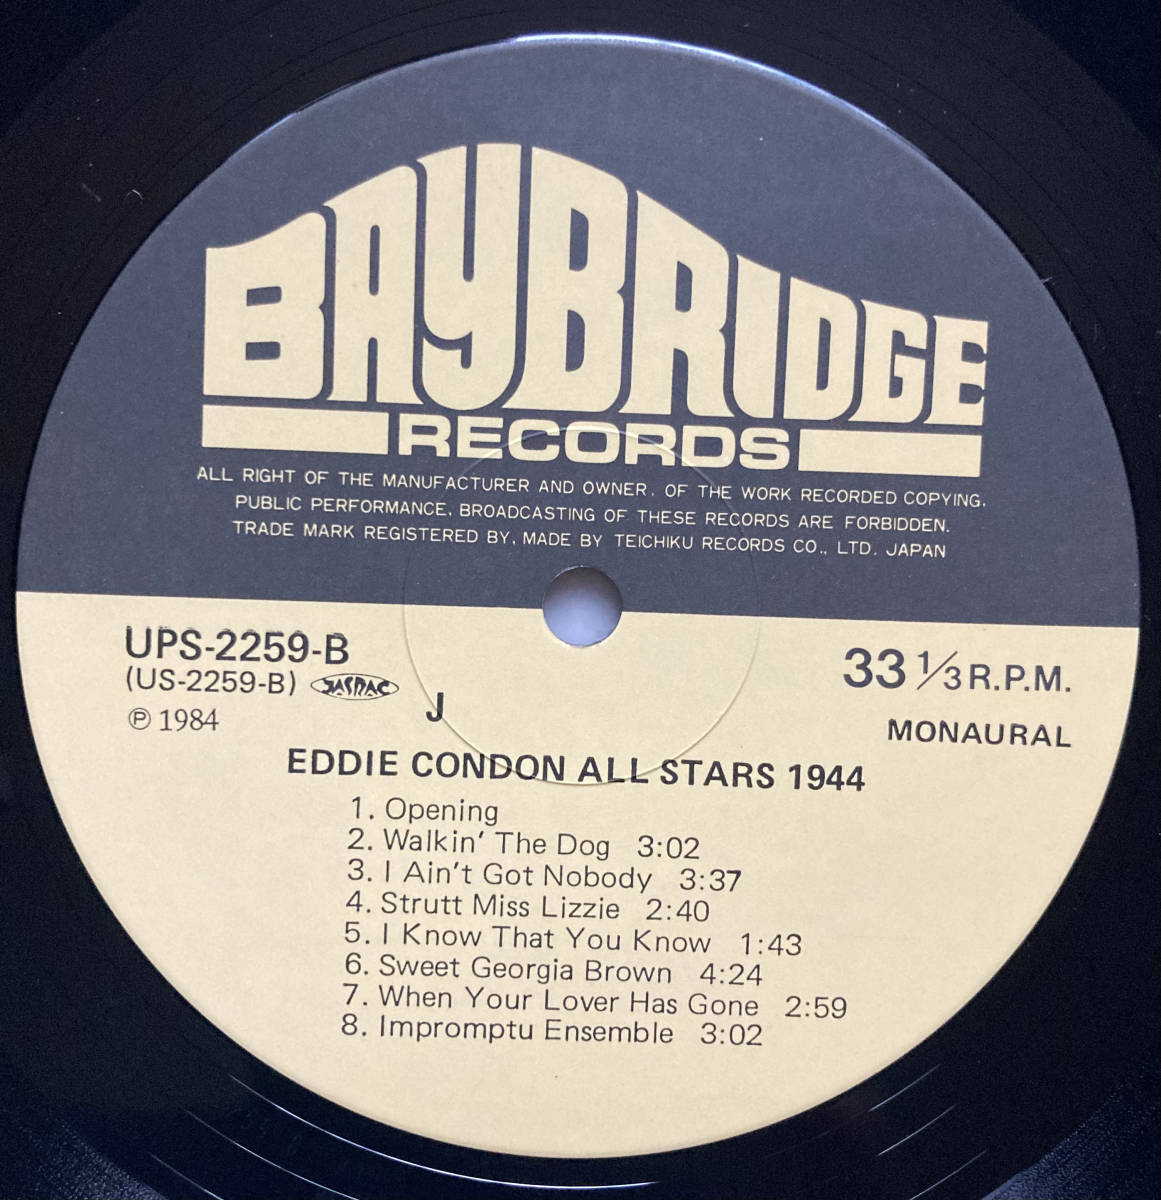 BAYBRIDGE
RECORDS
ALL RIGHT OF THE MANUFACTURER AND OWNER. OF THE WORK RECORDED COPYING,
PUBLIC PERFORMANCE, BROADCASTING OF THESE RECORDS ARE FORBIDDEN.
TRADE MARK REGISTERED BY, MADE BY TEICHIKU RECORDS CO., LTD. JAPAN
UPS-2259-B
(US-2259-B) JASRAC
℗ 1984
J
33 1/3 R.P.M.
MONAURAL
EDDIE CONDON ALL STARS 1944
1. Opening
2. Walkin' The Dog 3:02
3. I Ain't Got Nobody 3:37
4. Strutt Miss Lizzie 2:40
5. I Know That You Know 1:43
6. Sweet Georgia Brown 4:24
7. When Your Lover Has Gone 2:59
8. Impromptu Ensemble 3:02